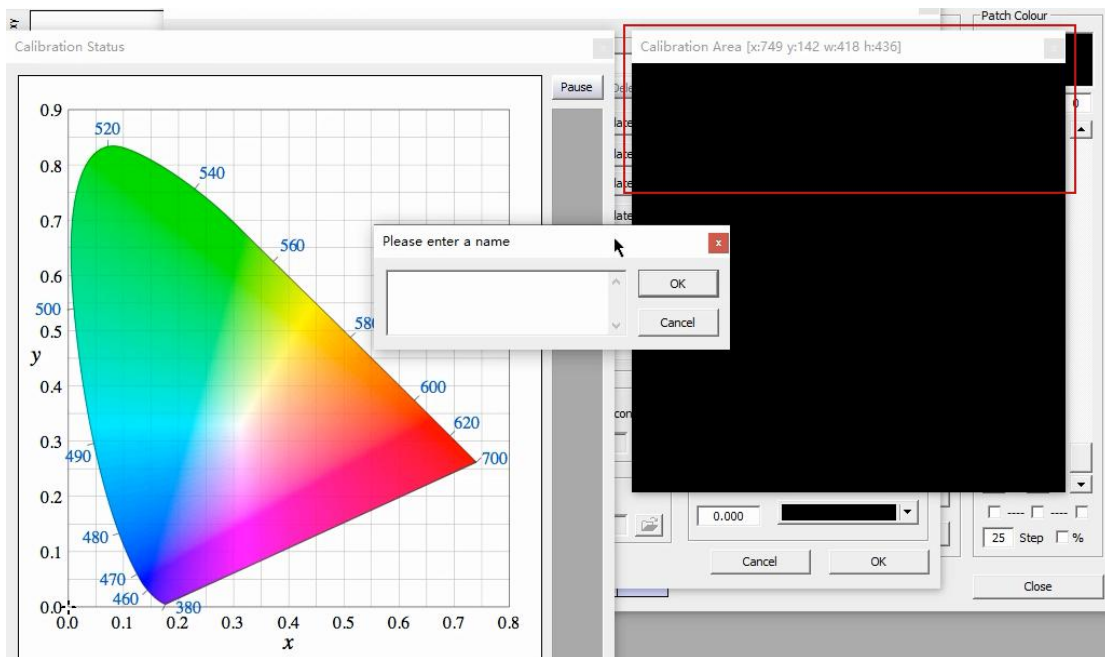 xy
Patch Colour
Calibration Status
Calibration Area [x:749 y:142 w:418 h:436]
Pause
0
0.9
520
0.8
540
0.7
560
Please enter a name
OK
Cancel
0.6
500
0.5
y
0.4
600
620
0.3
490
700
0.2
480
0.1
470
460
380
0.0
0.0 0.1 0.2 0.3 0.4 0.5 0.6 0.7 0.8
x
0.000
Cancel
OK
---- ----
25 Step %
Close